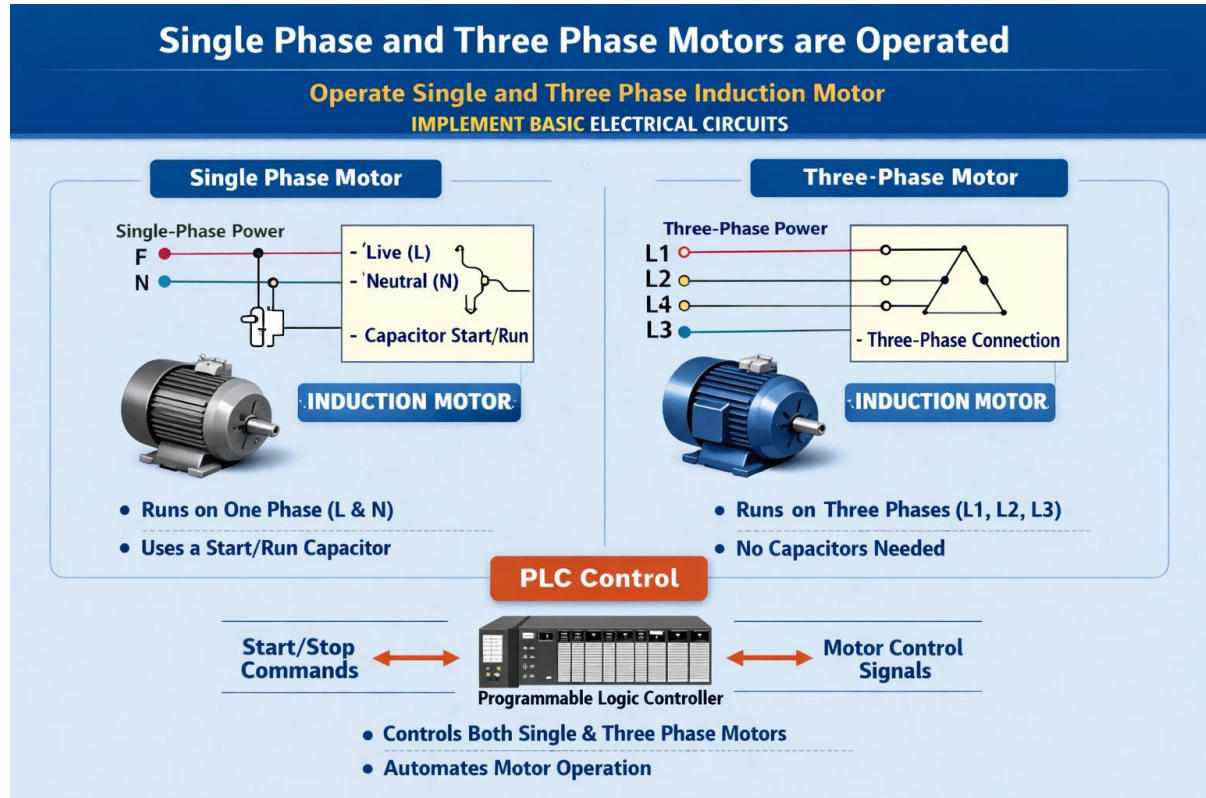 Single Phase and Three Phase Motors are Operated
Operate Single and Three Phase Induction Motor
IMPLEMENT BASIC ELECTRICAL CIRCUITS
Single Phase Motor
Single-Phase Power
F
N
- 'Live (L)
- 'Neutral (N)
- Capacitor Start/Run
INDUCTION MOTOR
• Runs on One Phase (L & N)
• Uses a Start/Run Capacitor
Three-Phase Motor
Three-Phase Power
L1
L2
L4
L3
- Three-Phase Connection
INDUCTION MOTOR
• Runs on Three Phases (L1, L2, L3)
• No Capacitors Needed
PLC Control
Start/Stop
Commands
Programmable Logic Controller
Motor Control
Signals
• Controls Both Single & Three Phase Motors
• Automates Motor Operation